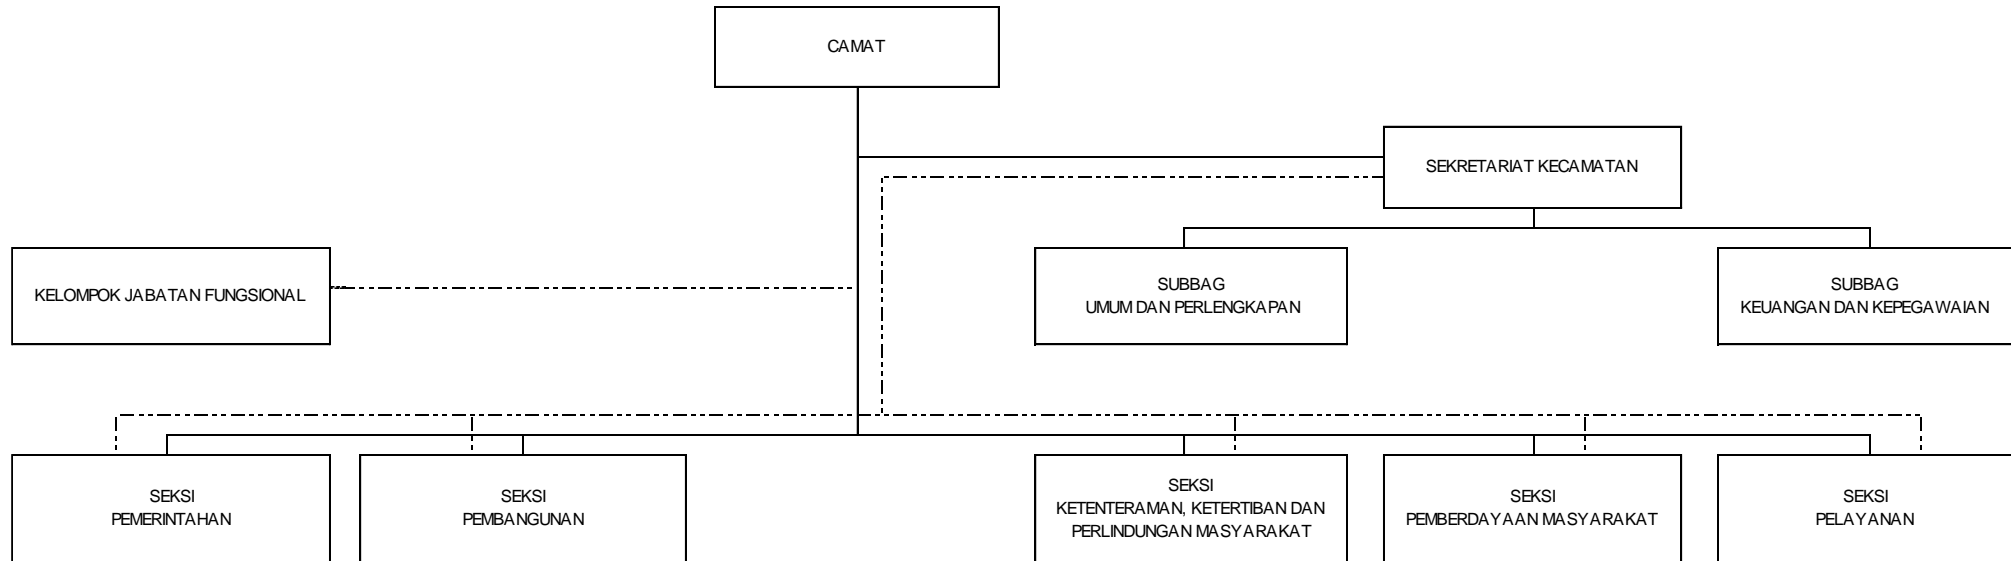 CAMAT
SEKRETARIAT KECAMATAN
KELOMPOK JABATAN FUNGSIONAL
SUBBAG
UMUM DAN PERLENGKAPAN
SUBBAG
KEUANGAN DAN KEPEGAWAIAN
SEKSI
PEMERINTAHAN
SEKSI
PEMBANGUNAN
SEKSI
KETENTERAMAN, KETERTIBAN DAN
PERLINDUNGAN MASYARAKAT
SEKSI
PEMBERDAYAAN MASYARAKAT
SEKSI
PELAYANAN